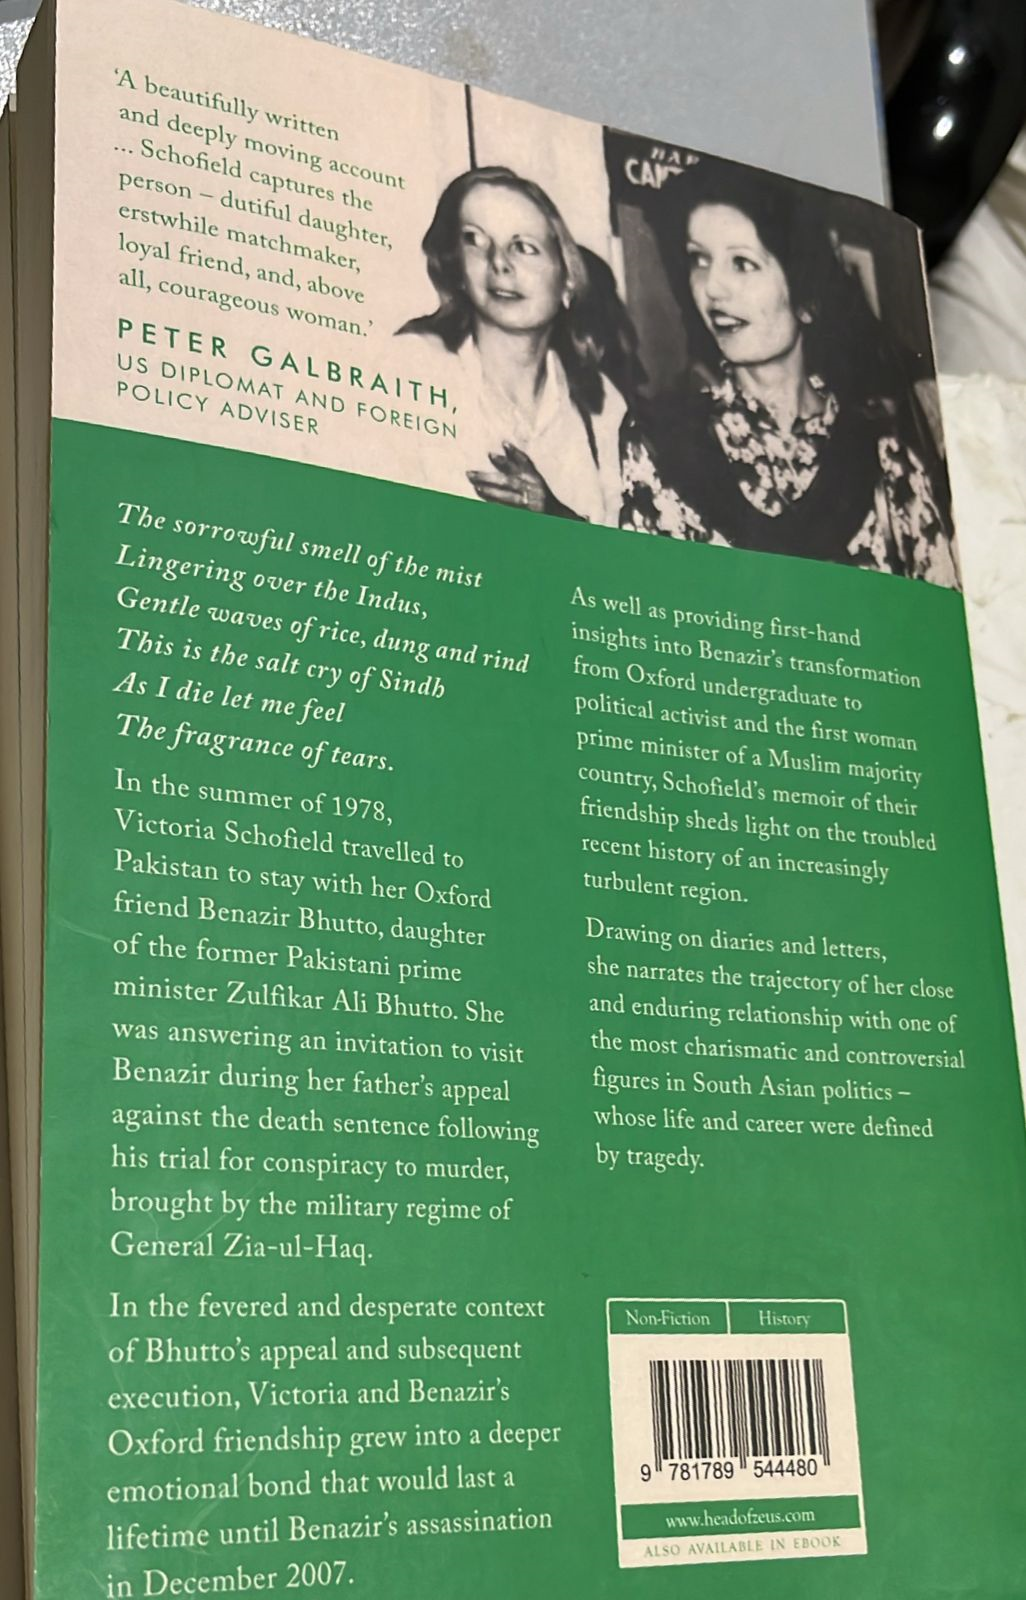 ‘A beautifully written
and deeply moving account
... Schofield captures the
person – dutiful daughter,
erstwhile matchmaker,
loyal friend, and, above
all, courageous woman.’
PETER GALBRAITH,
US DIPLOMAT AND FOREIGN
POLICY ADVISER
The sorrowful smell of the mist
Lingering over the Indus,
Gentle waves of rice, dung and rind
This is the salt cry of Sindh
As I die let me feel
The fragrance of tears.
In the summer of 1978,
Victoria Schofield travelled to
Pakistan to stay with her Oxford
friend Benazir Bhutto, daughter
of the former Pakistani prime
minister Zulfikar Ali Bhutto. She
was answering an invitation to visit
Benazir during her father’s appeal
against the death sentence following
his trial for conspiracy to murder,
brought by the military regime of
General Zia-ul-Haq.
In the fevered and desperate context
of Bhutto’s appeal and subsequent
execution, Victoria and Benazir’s
Oxford friendship grew into a deeper
emotional bond that would last a
lifetime until Benazir’s assassination
in December 2007.
As well as providing first-hand
insights into Benazir’s transformation
from Oxford undergraduate to
political activist and the first woman
prime minister of a Muslim majority
country, Schofield’s memoir of their
friendship sheds light on the troubled
recent history of an increasingly
turbulent region.
Drawing on diaries and letters,
she narrates the trajectory of her close
and enduring relationship with one of
the most charismatic and controversial
figures in South Asian politics –
whose life and career were defined
by tragedy.
Non-Fiction History
9 781789 544480
www.headofzeus.com
ALSO AVAILABLE IN EBOOK